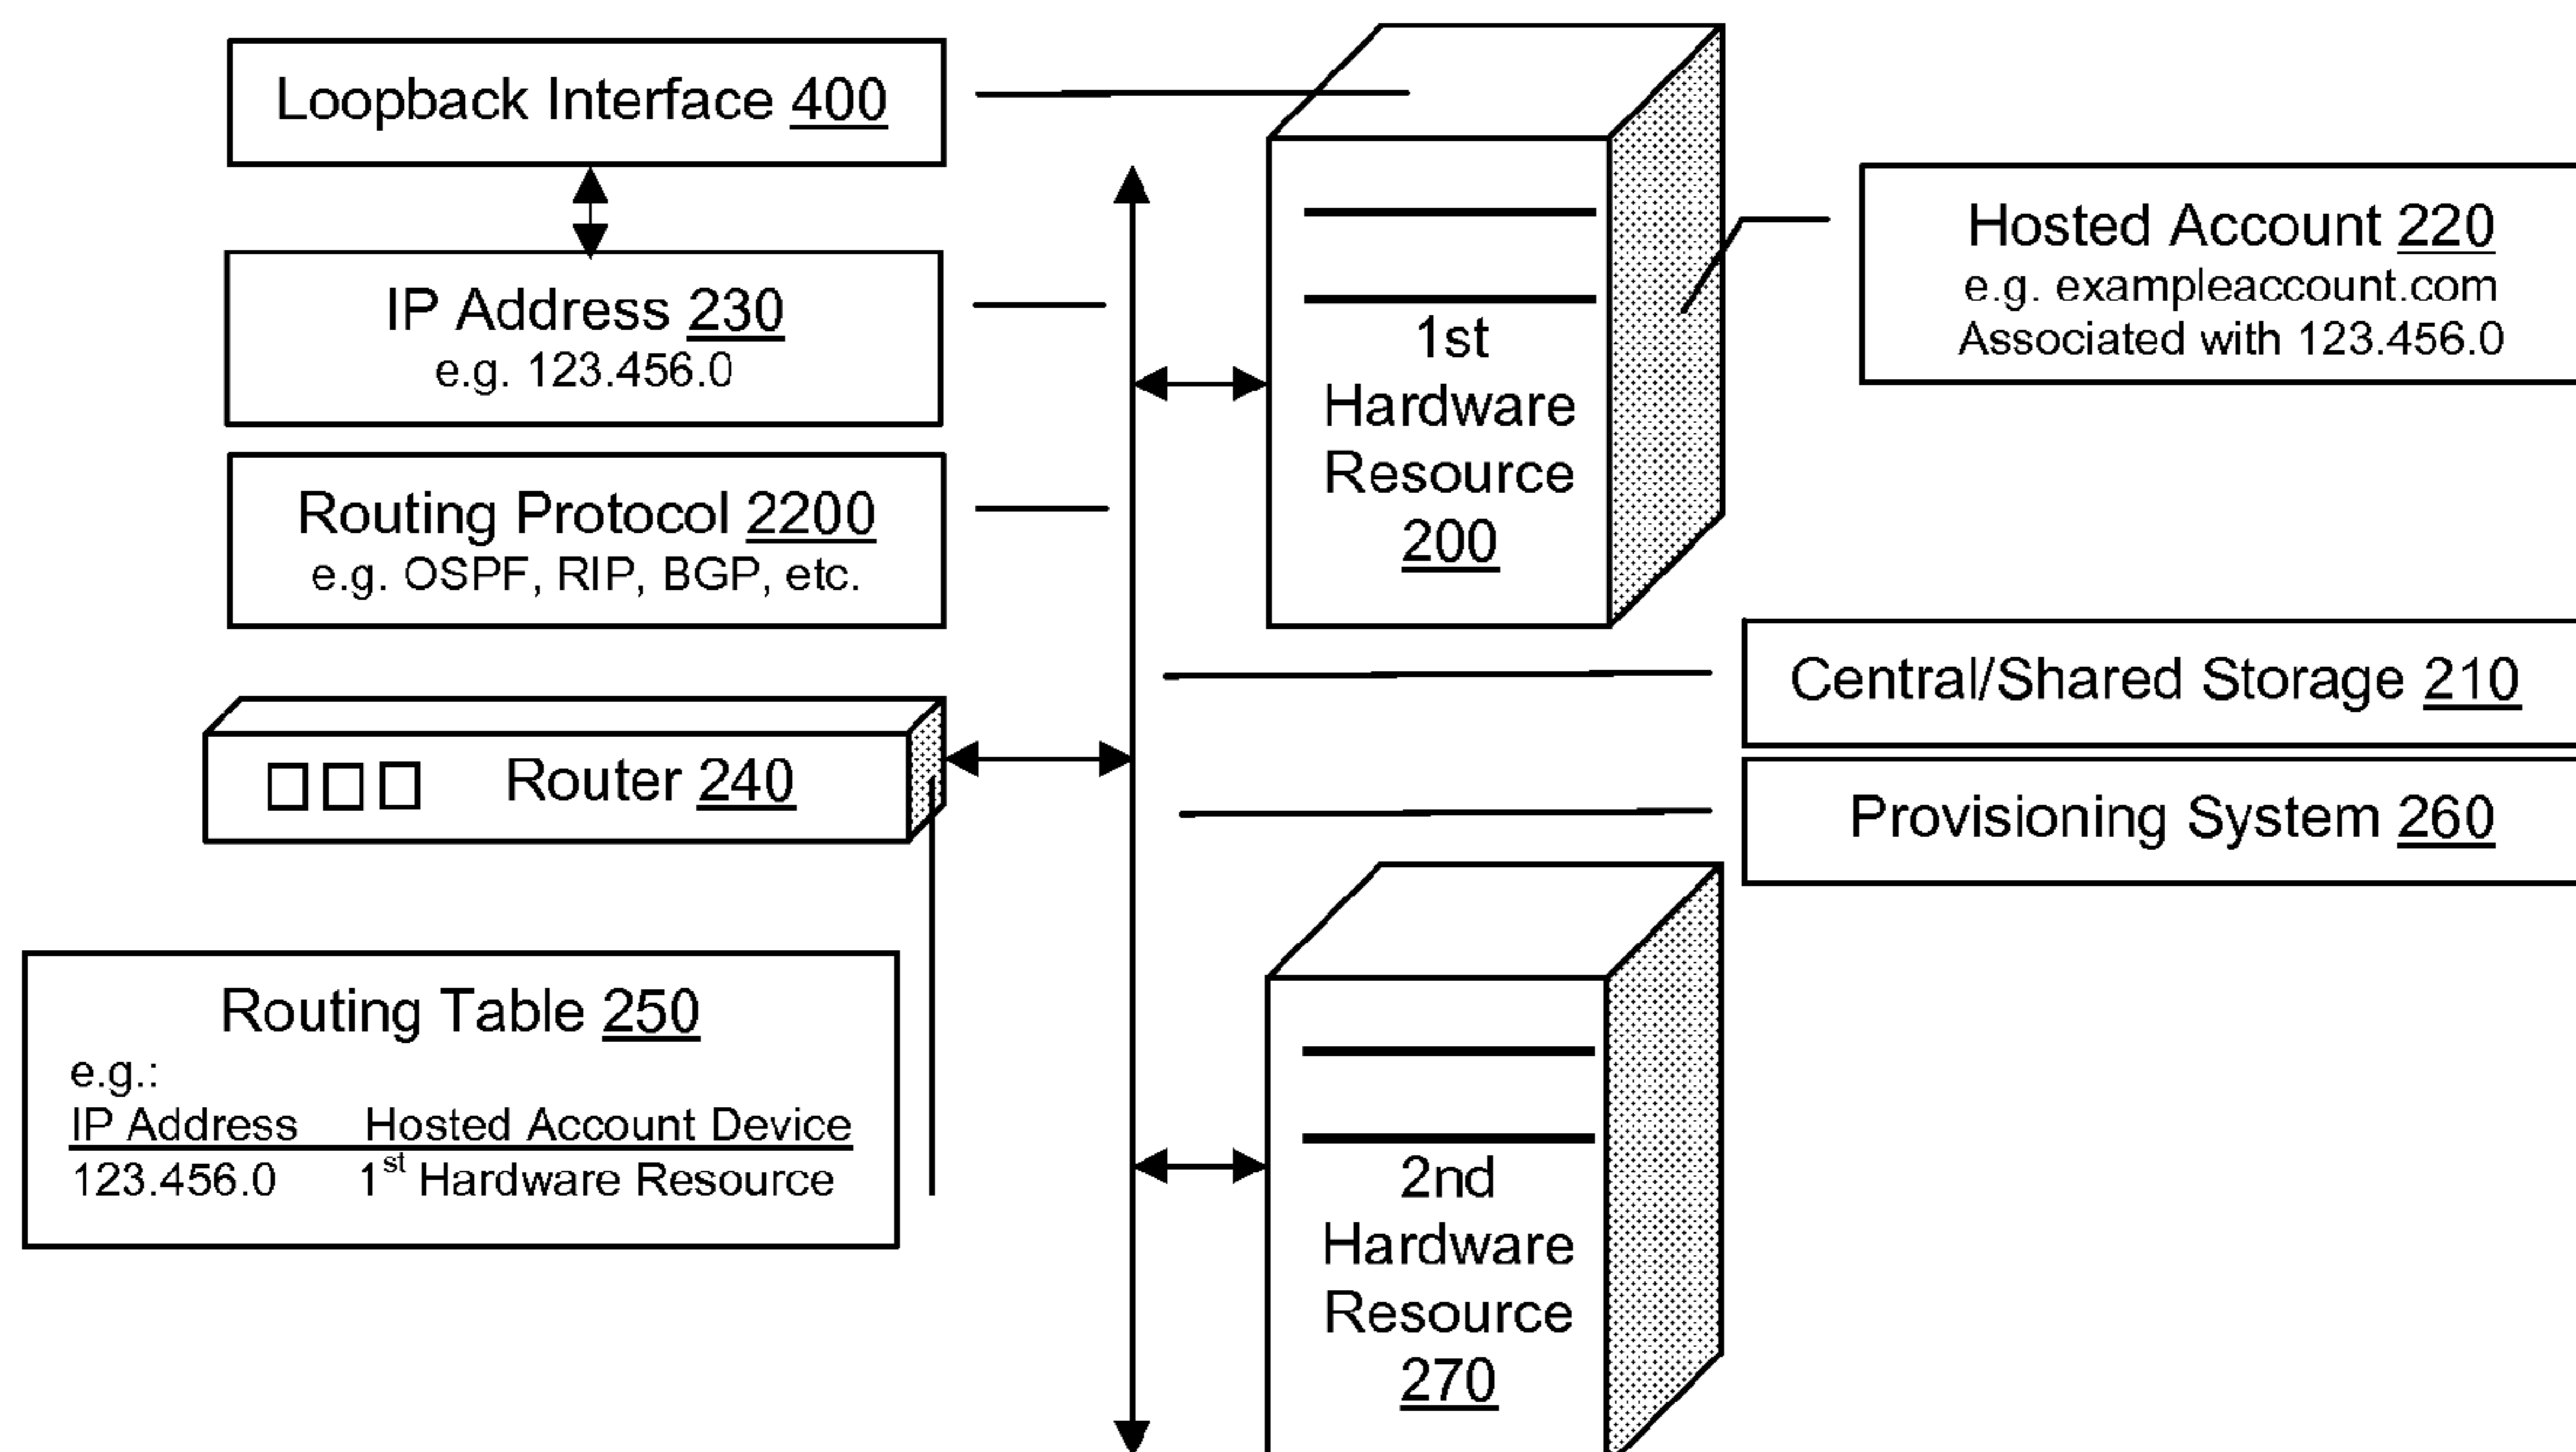 Loopback Interface 400
IP Address 230
e.g. 123.456.0
Routing Protocol 2200
e.g. OSPF, RIP, BGP, etc.
Router 240
Routing Table 250
e.g.:
IP Address Hosted Account Device
123.456.0 1st Hardware Resource
1st
Hardware
Resource
200
Hosted Account 220
e.g. exampleaccount.com
Associated with 123.456.0
Central/Shared Storage 210
Provisioning System 260
2nd
Hardware
Resource
270